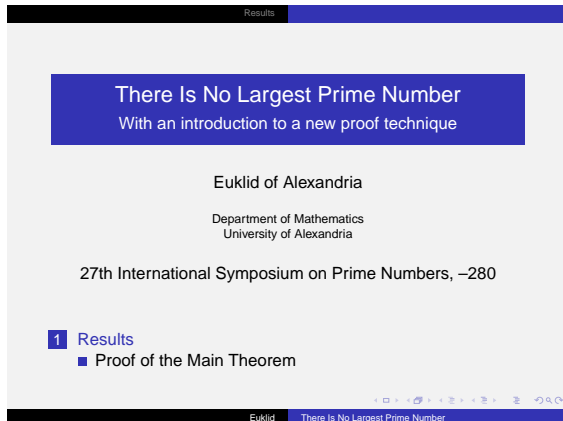 Results
There Is No Largest Prime Number
With an introduction to a new proof technique
Euklid of Alexandria
Department of Mathematics
University of Alexandria
27th International Symposium on Prime Numbers, –280
1 Results
Proof of the Main Theorem
Euklid There Is No Largest Prime Number